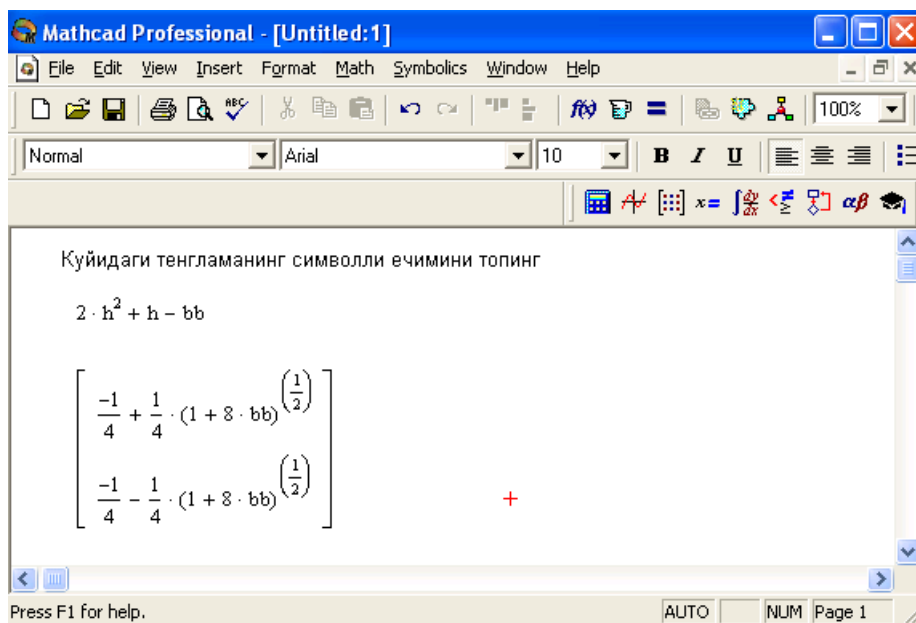 Mathcad Professional - [Untitled:1]
File Edit View Insert Format Math Symbolics Window Help
100%
Normal Arial 10 B I U
Куйидаги тенгламанинг символли ечимини топинг
2 · h² + h − bb
−1/4 + 1/4 · (1 + 8 · bb)^(1/2)
−1/4 − 1/4 · (1 + 8 · bb)^(1/2)
Press F1 for help. AUTO NUM Page 1